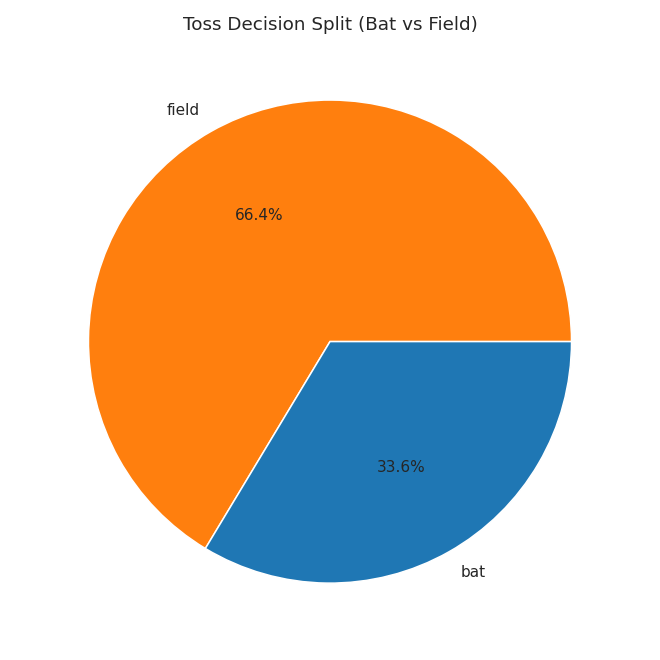 Toss Decision Split (Bat vs Field)
field
66.4%
33.6%
bat